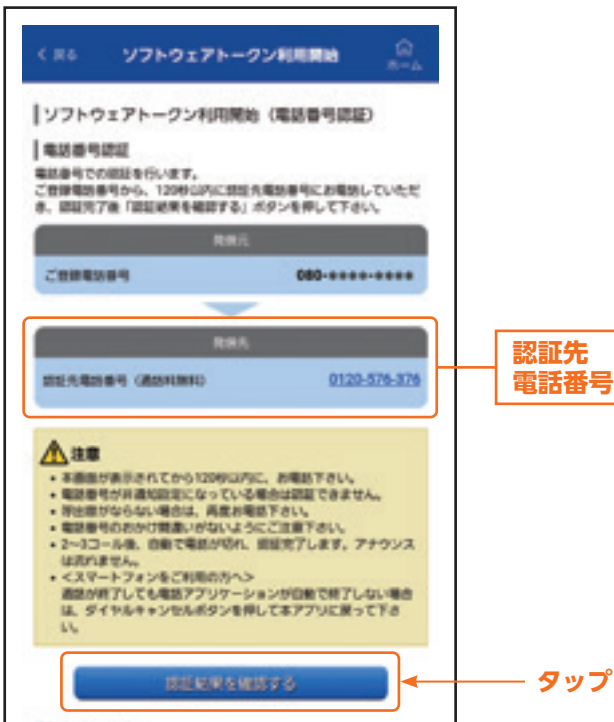 く 戻る ソフトウェアトークン利用開始 ホーム
ソフトウェアトークン利用開始（電話番号認証）
電話番号認証
電話番号での認証を行います。
ご登録電話番号から、120秒以内に認証先電話番号にお電話していただ
き、認証完了後「認証結果を確認する」ボタンを押して下さい。
発信元
ご登録電話番号 080-****-****
発信先
認証先電話番号（通話料無料） 0120-576-376
認証先
電話番号
注意
• 本画面が表示されてから120秒以内に、お電話下さい。
• 電話番号が非通知設定になっている場合は認証できません。
• 呼出音がならない場合は、再度お電話下さい。
• 電話番号のおかけ間違いがないようにご注意下さい。
• 2～3コール後、自動で電話が切れ、認証完了します。アナウンス
は流れません。
• <スマートフォンをご利用の方へ>
通話が終了しても電話アプリケーションが自動で終了しない場合
は、ダイヤルキャンセルボタンを押して本アプリに戻って下さ
い。
認証結果を確認する
タップ